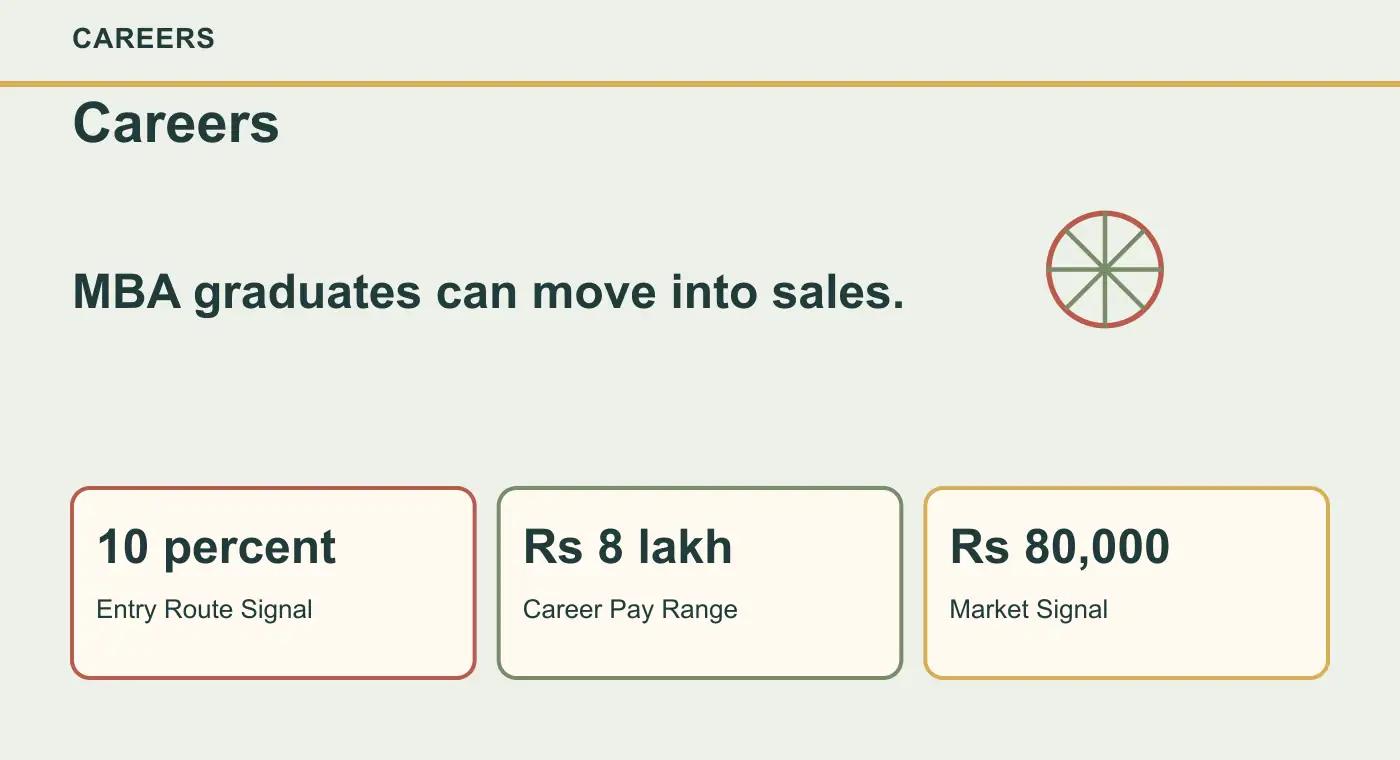 CAREERS
Careers
MBA graduates can move into sales.
10 percent
Entry Route Signal
Rs 8 lakh
Career Pay Range
Rs 80,000
Market Signal